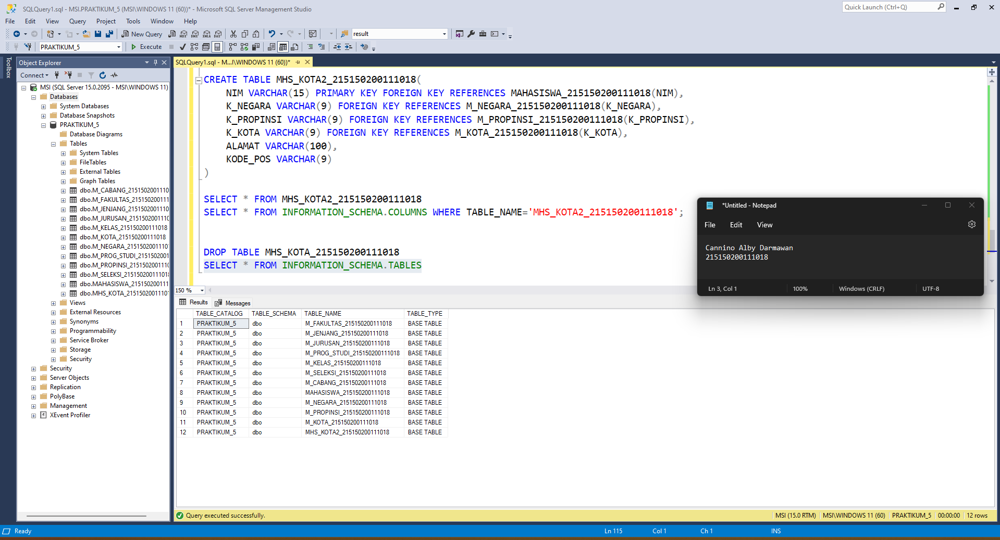 SQLQuery1.sql - MSI.PRAKTIKUM_5 (MSI\WINDOWS 11 (60))* - Microsoft SQL Server Management Studio
Quick Launch (Ctrl+Q)
File Edit View Query Project Tools Window Help
New Query MDX DMX XMLA DAX result
PRAKTIKUM_5 Execute
Toolbox
Object Explorer
Connect
MSI (SQL Server 15.0.2095 - MSI\WINDOWS 11)
Databases
System Databases
Database Snapshots
PRAKTIKUM_5
Database Diagrams
Tables
System Tables
FileTables
External Tables
Graph Tables
dbo.M_CABANG_2151502001110
dbo.M_FAKULTAS_215150200111
dbo.M_JENJANG_215150200111(
dbo.M_JURUSAN_2151502001110
dbo.M_KELAS_215150200111018
dbo.M_KOTA_215150200111018
dbo.M_NEGARA_21515020011101
dbo.M_PROG_STUDI_2151502001
dbo.M_PROPINSI_215150200111(
dbo.M_SELEKSI_215150200111018
dbo.MAHASISWA_215150200111
dbo.MHS_KOTA2_2151502001110
Views
External Resources
Synonyms
Programmability
Service Broker
Storage
Security
Security
Server Objects
Replication
PolyBase
Management
XEvent Profiler
SQLQuery1.sql - M...I\WINDOWS 11 (60))*
CREATE TABLE MHS_KOTA2_215150200111018(
NIM VARCHAR(15) PRIMARY KEY FOREIGN KEY REFERENCES MAHASISWA_215150200111018(NIM),
K_NEGARA VARCHAR(9) FOREIGN KEY REFERENCES M_NEGARA_215150200111018(K_NEGARA),
K_PROPINSI VARCHAR(9) FOREIGN KEY REFERENCES M_PROPINSI_215150200111018(K_PROPINSI),
K_KOTA VARCHAR(9) FOREIGN KEY REFERENCES M_KOTA_215150200111018(K_KOTA),
ALAMAT VARCHAR(100),
KODE_POS VARCHAR(9)
)
SELECT * FROM MHS_KOTA2_215150200111018
SELECT * FROM INFORMATION_SCHEMA.COLUMNS WHERE TABLE_NAME='MHS_KOTA2_215150200111018';
DROP TABLE MHS_KOTA_215150200111018
SELECT * FROM INFORMATION_SCHEMA.TABLES
*Untitled - Notepad
File Edit View
Cannino Alby Darmawan
215150200111018
Ln 3, Col 1 100% Windows (CRLF) UTF-8
150 %
Results Messages
TABLE_CATALOG TABLE_SCHEMA TABLE_NAME TABLE_TYPE
1 PRAKTIKUM_5 dbo M_FAKULTAS_215150200111018 BASE TABLE
2 PRAKTIKUM_5 dbo M_JENJANG_215150200111018 BASE TABLE
3 PRAKTIKUM_5 dbo M_JURUSAN_215150200111018 BASE TABLE
4 PRAKTIKUM_5 dbo M_PROG_STUDI_215150200111018 BASE TABLE
5 PRAKTIKUM_5 dbo M_KELAS_215150200111018 BASE TABLE
6 PRAKTIKUM_5 dbo M_SELEKSI_215150200111018 BASE TABLE
7 PRAKTIKUM_5 dbo M_CABANG_215150200111018 BASE TABLE
8 PRAKTIKUM_5 dbo MAHASISWA_215150200111018 BASE TABLE
9 PRAKTIKUM_5 dbo M_NEGARA_215150200111018 BASE TABLE
10 PRAKTIKUM_5 dbo M_PROPINSI_215150200111018 BASE TABLE
11 PRAKTIKUM_5 dbo M_KOTA_215150200111018 BASE TABLE
12 PRAKTIKUM_5 dbo MHS_KOTA2_215150200111018 BASE TABLE
Query executed successfully.
MSI (15.0 RTM) MSI\WINDOWS 11 (60) PRAKTIKUM_5 00:00:00 12 rows
Ready Ln 115 Col 1 Ch 1 INS